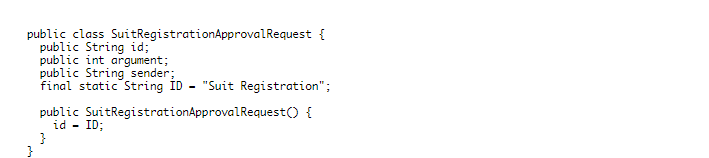 public class SuitRegistrationApprovalRequest {
public String id;
public int argument;
public String sender;
final static String ID = "Suit Registration";
public SuitRegistrationApprovalRequest() {
id = ID;
}
}